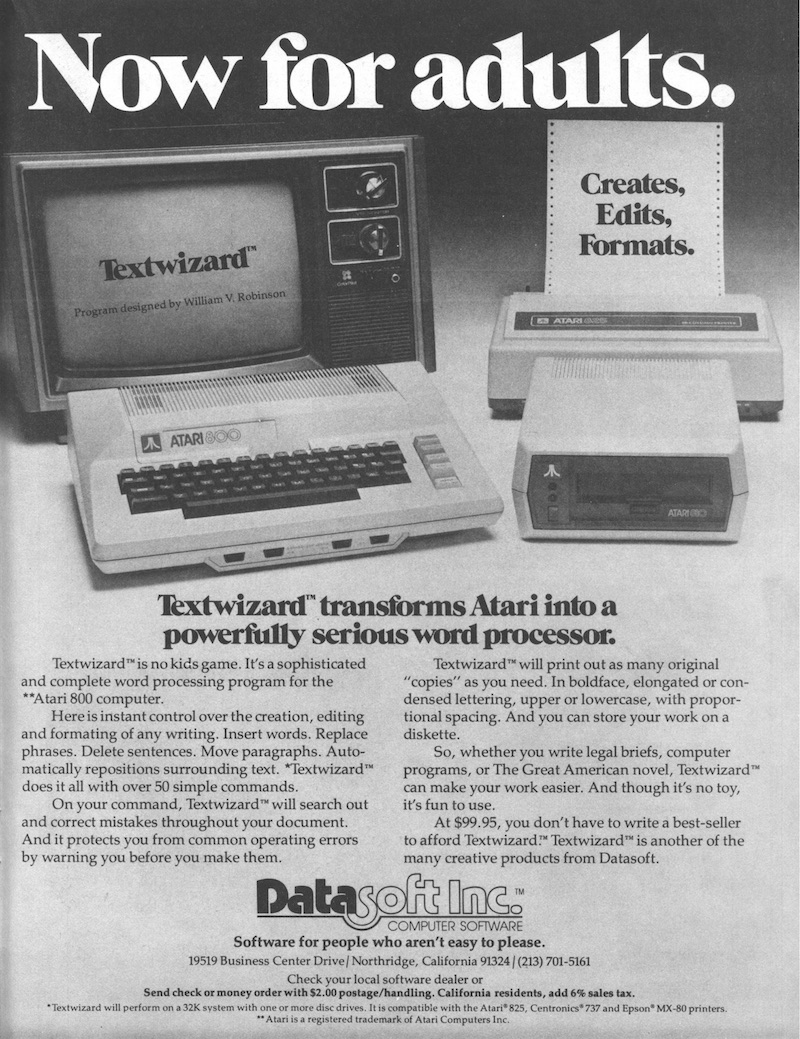 Now for adults.
Textwizard™
Program designed by William V. Robinson
Creates,
Edits,
Formats.
ATARI 825
ATARI 800
ATARI 810
Textwizard™ transforms Atari into a
powerfully serious word processor.
Textwizard™ is no kids game. It's a sophisticated
and complete word processing program for the
**Atari 800 computer.
Here is instant control over the creation, editing
and formating of any writing. Insert words. Replace
phrases. Delete sentences. Move paragraphs. Auto-
matically repositions surrounding text. *Textwizard™
does it all with over 50 simple commands.
On your command, Textwizard™ will search out
and correct mistakes throughout your document.
And it protects you from common operating errors
by warning you before you make them.
Textwizard™ will print out as many original
"copies" as you need. In boldface, elongated or con-
densed lettering, upper or lowercase, with propor-
tional spacing. And you can store your work on a
diskette.
So, whether you write legal briefs, computer
programs, or The Great American novel, Textwizard™
can make your work easier. And though it's no toy,
it's fun to use.
At $99.95, you don't have to write a best-seller
to afford Textwizard.™ Textwizard™ is another of the
many creative products from Datasoft.
Datasoft Inc.™
COMPUTER SOFTWARE
Software for people who aren't easy to please.
19519 Business Center Drive/ Northridge, California 91324 / (213) 701-5161
Check your local software dealer or
Send check or money order with $2.00 postage/handling. California residents, add 6% sales tax.
*Textwizard will perform on a 32K system with one or more disc drives. It is compatible with the Atari® 825, Centronics® 737 and Epson® MX-80 printers.
**Atari is a registered trademark of Atari Computers Inc.